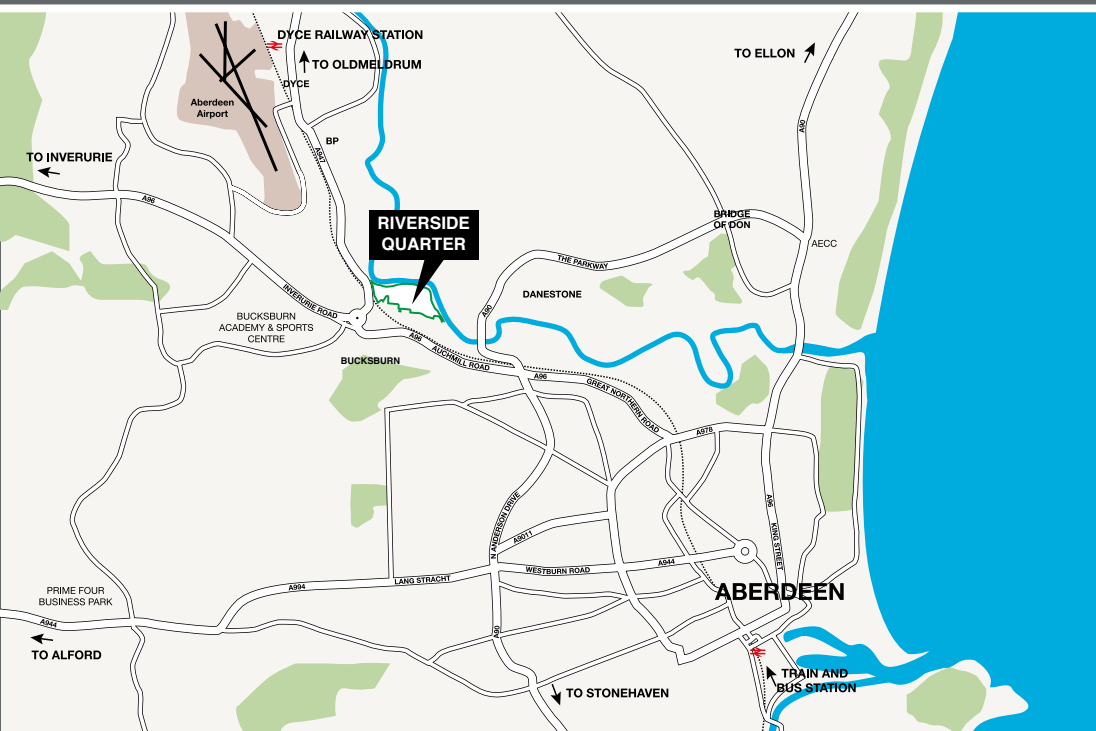 DYCE RAILWAY STATION
TO OLDMELDRUM
DYCE
TO ELLON
Aberdeen
Airport
A90
BP
A947
TO INVERURIE
A96
RIVERSIDE
QUARTER
BRIDGE
OF DON
AECC
THE PARKWAY
DANESTONE
A90
INVERURIE ROAD
BUCKSBURN
ACADEMY & SPORTS
CENTRE
A96
AUCHMILL ROAD
BUCKSBURN
A96
GREAT NORTHERN ROAD
A978
A96
KING STREET
N ANDERSON DRIVE
A9011
WESTBURN ROAD
A944
LANG STRACHT
A994
ABERDEEN
PRIME FOUR
BUSINESS PARK
A944
TO ALFORD
A90
TRAIN AND
BUS STATION
TO STONEHAVEN